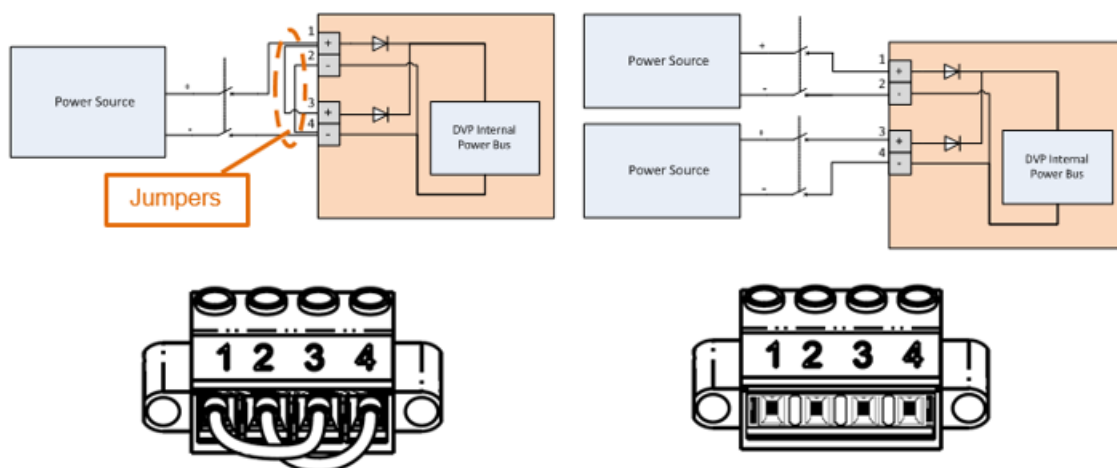 Power Source
+
-
1
+
2
-
3
+
4
-
DVP Internal
Power Bus
Jumpers
Power Source
+
-
Power Source
+
-
1
+
2
-
3
+
4
-
DVP Internal
Power Bus
1 2 3 4
1 2 3 4